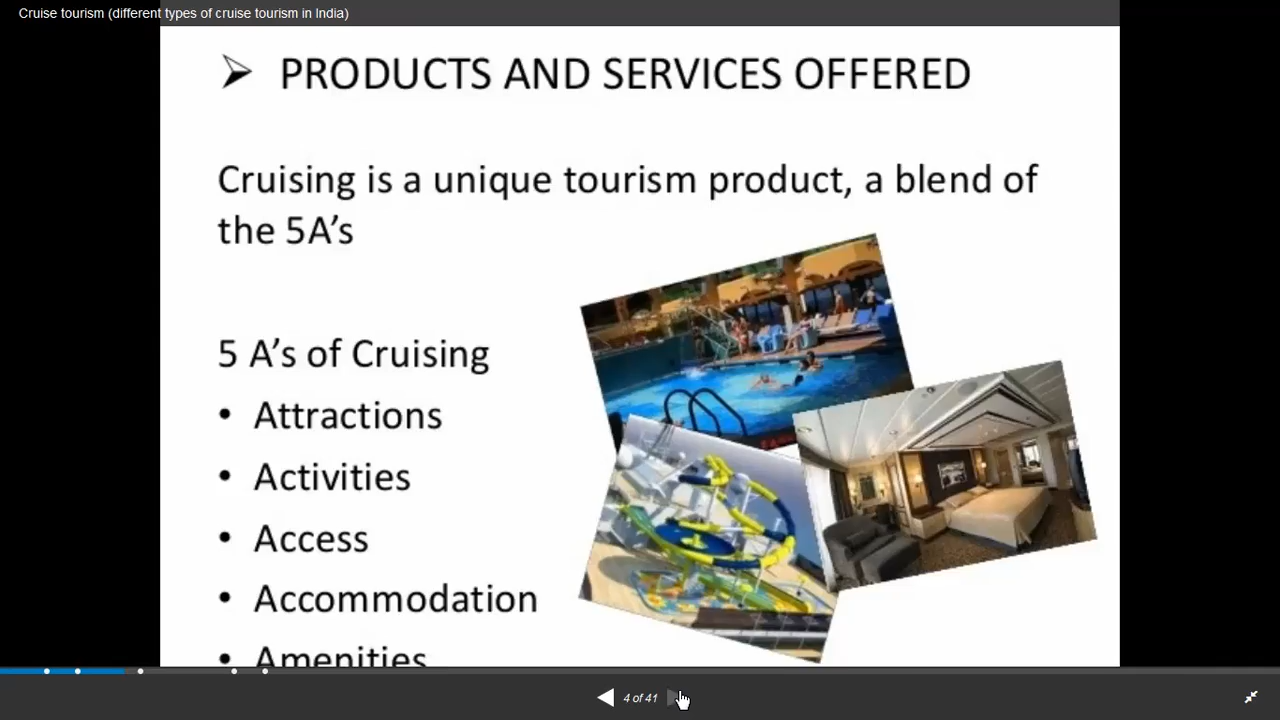 Cruise tourism (different types of cruise tourism in India)
➢ PRODUCTS AND SERVICES OFFERED
Cruising is a unique tourism product, a blend of
the 5A’s
5 A’s of Cruising
• Attractions
• Activities
• Access
• Accommodation
• Amenities
4 of 41